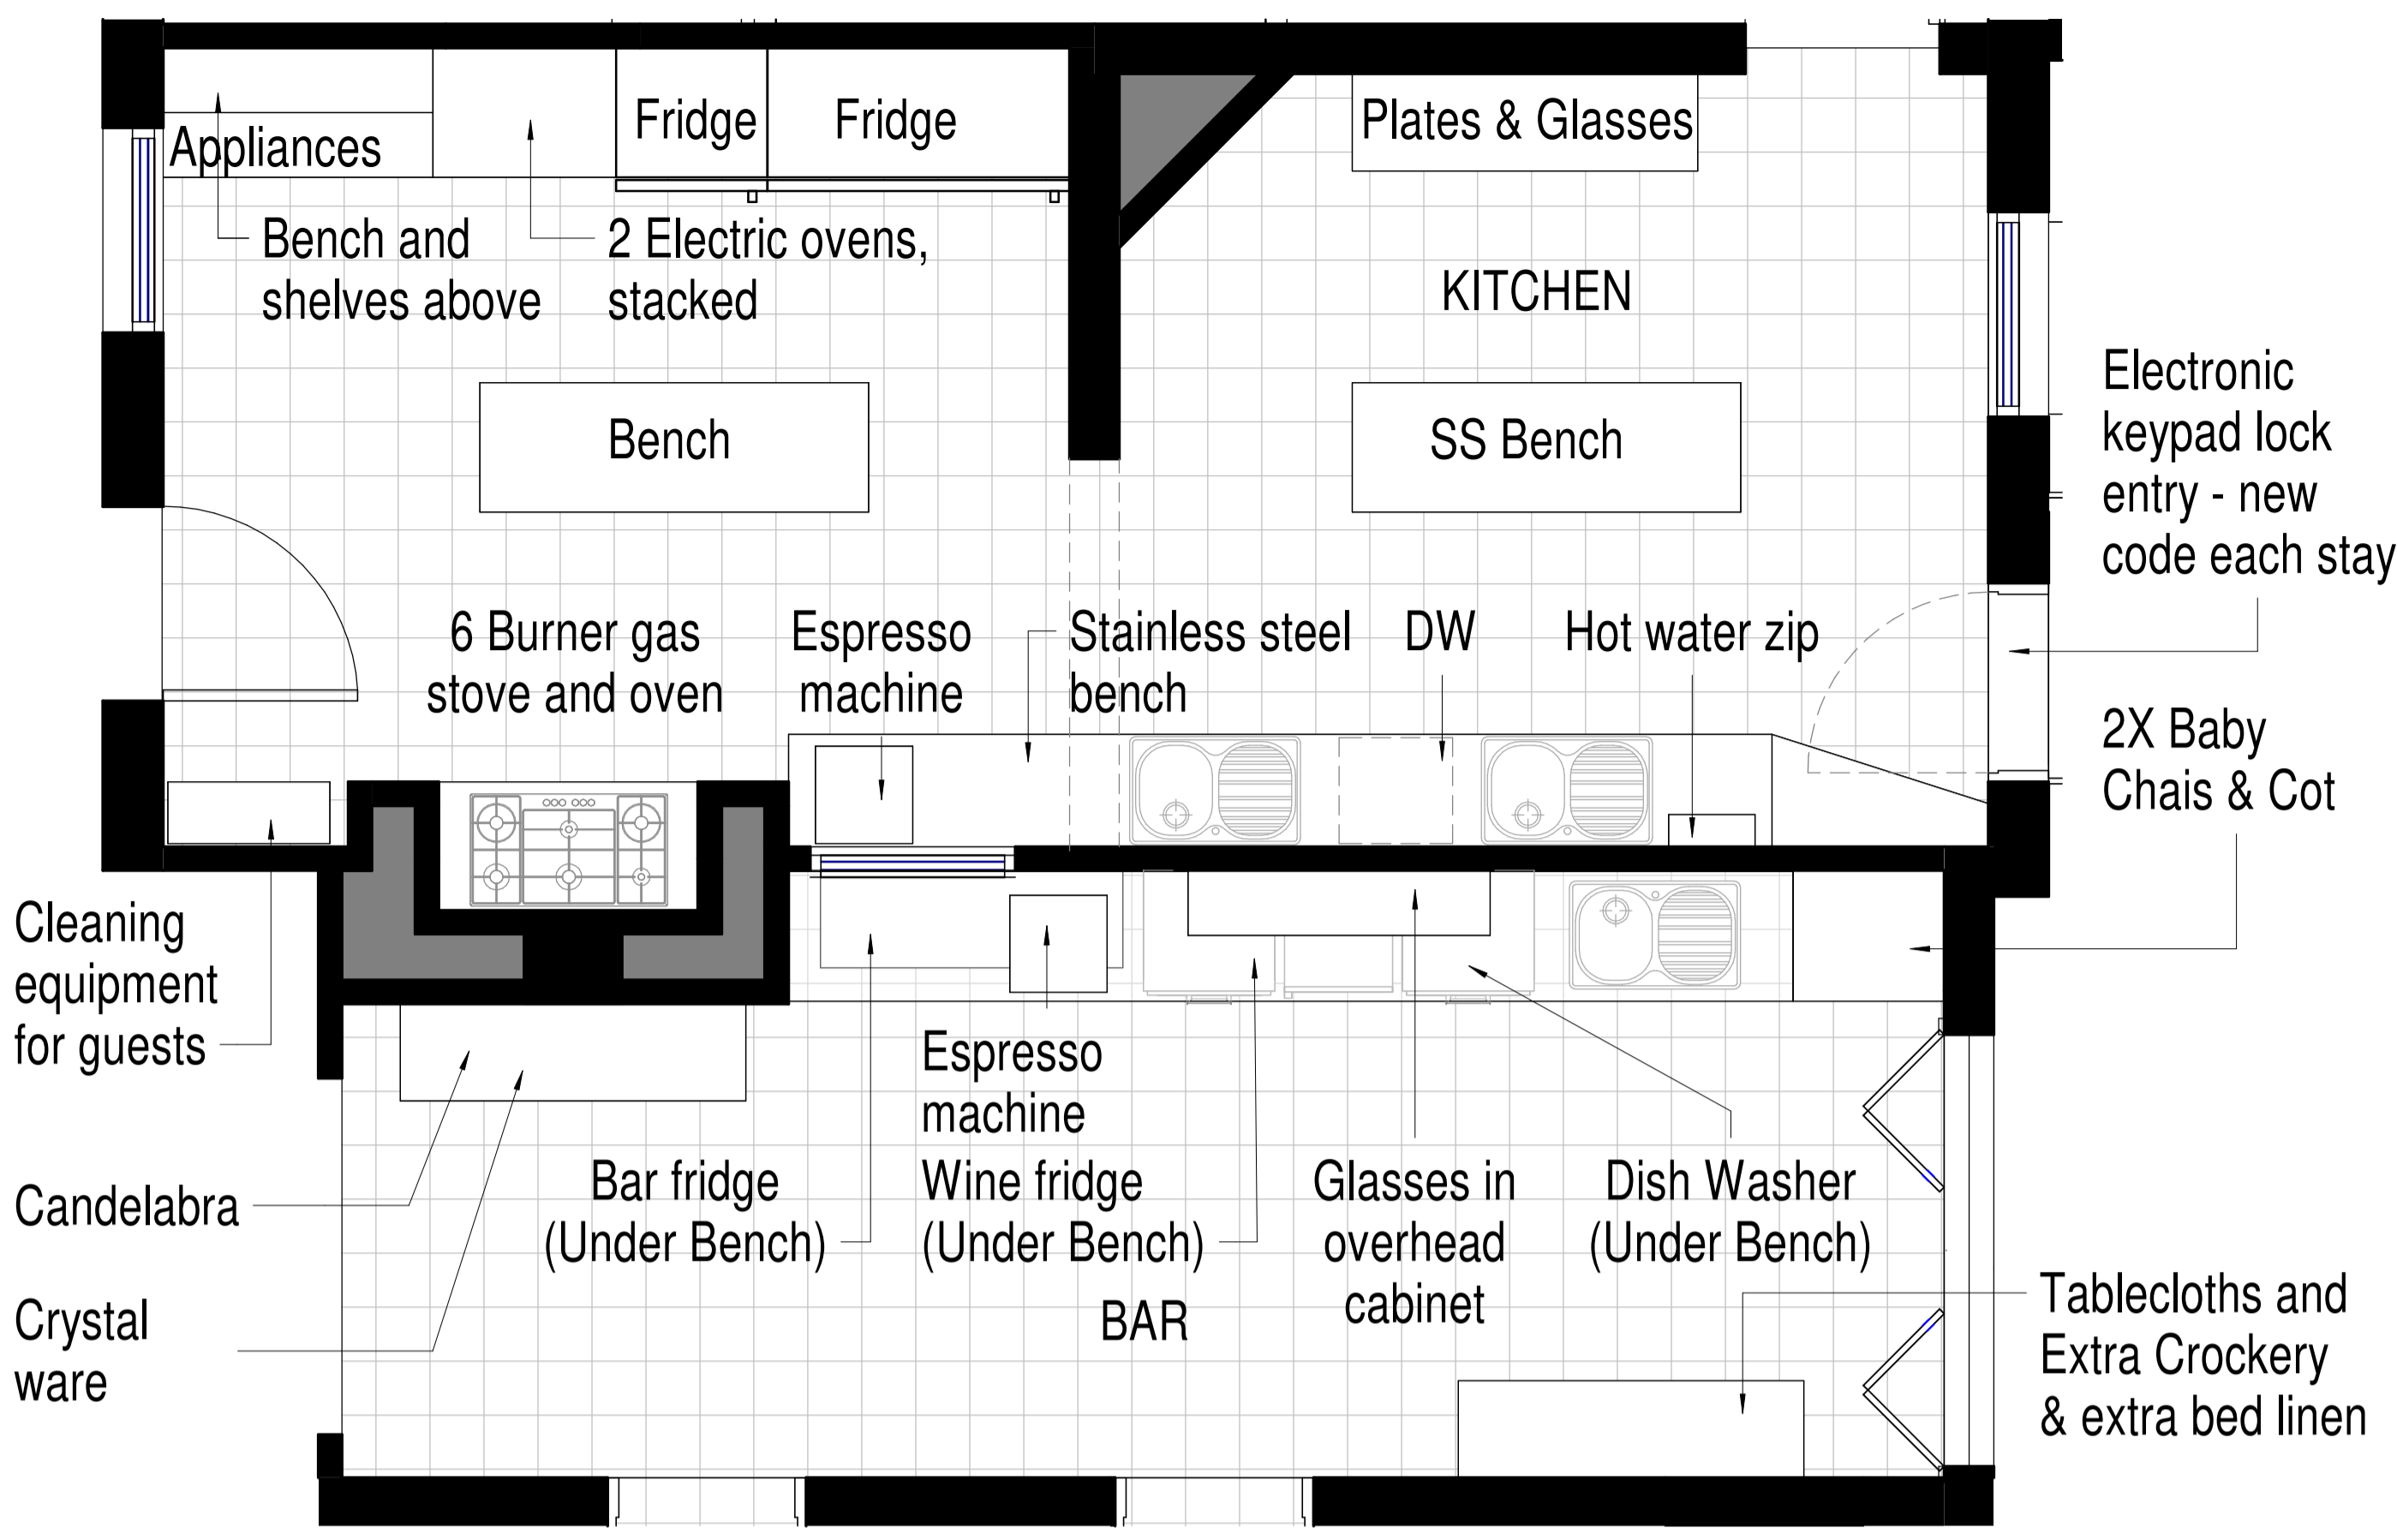 Appliances
Fridge
Fridge
Plates & Glasses
Bench and
shelves above
2 Electric ovens,
stacked
KITCHEN
Bench
SS Bench
Electronic
keypad lock
entry - new
code each stay
6 Burner gas
stove and oven
Espresso
machine
Stainless steel
bench
DW
Hot water zip
2X Baby
Chais & Cot
Cleaning
equipment
for guests
Espresso
machine
Candelabra
Bar fridge
(Under Bench)
Wine fridge
(Under Bench)
Glasses in
overhead
cabinet
Dish Washer
(Under Bench)
BAR
Crystal
ware
Tablecloths and
Extra Crockery
& extra bed linen